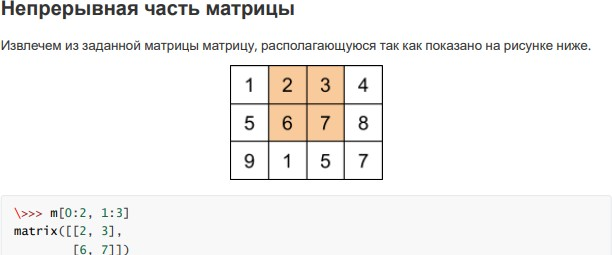 Непрерывная часть матрицы
Извлечем из заданной матрицы матрицу, располагающуюся так как показано на рисунке ниже.
1 2 3 4
5 6 7 8
9 1 5 7
\>>> m[0:2, 1:3]
matrix([[2, 3],
[6, 7]])